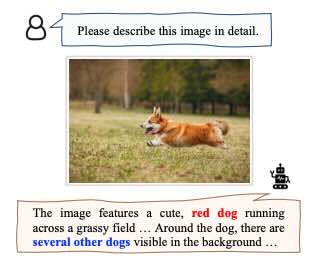 Please describe this image in detail.
The image features a cute, red dog running
across a grassy field … Around the dog, there are
several other dogs visible in the background …